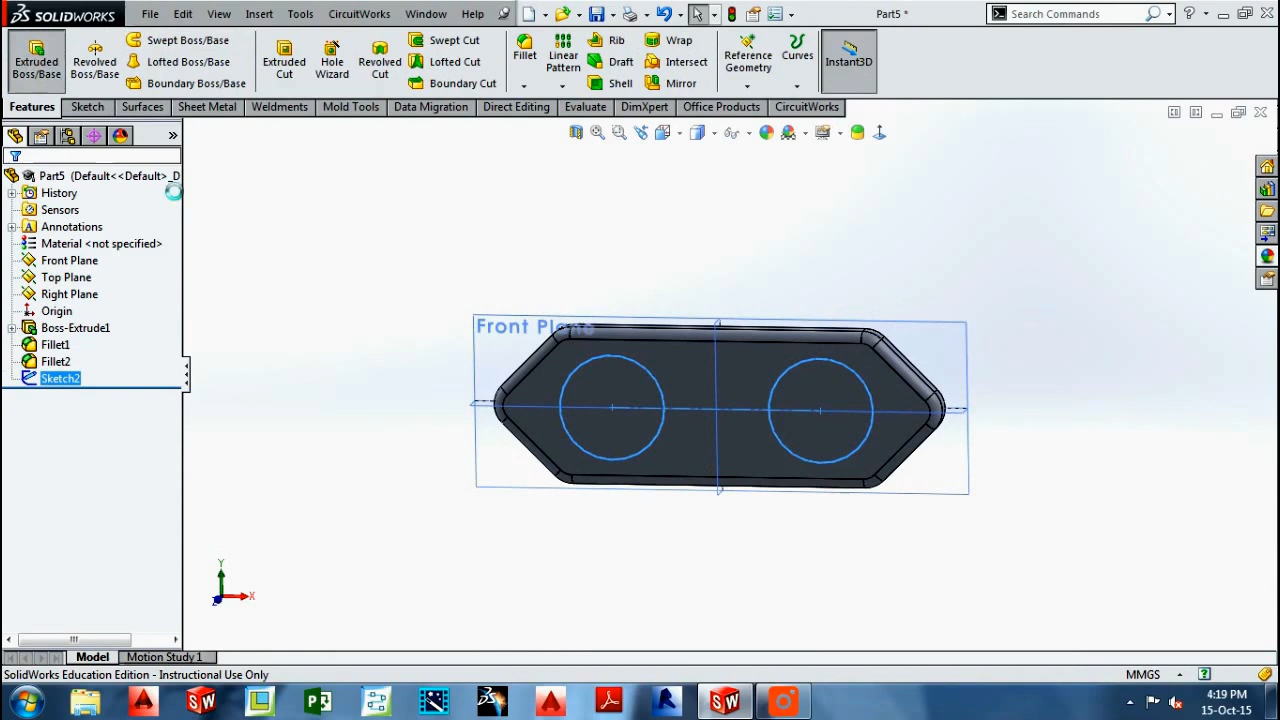 SOLIDWORKS File Edit View Insert Tools CircuitWorks Window Help Part5 * Search Commands
Extruded Boss/Base
Revolved Boss/Base
Swept Boss/Base
Lofted Boss/Base
Boundary Boss/Base
Extruded Cut
Hole Wizard
Revolved Cut
Swept Cut
Lofted Cut
Boundary Cut
Fillet
Linear Pattern
Rib
Draft
Shell
Wrap
Intersect
Mirror
Reference Geometry
Curves
Instant3D
Features Sketch Surfaces Sheet Metal Weldments Mold Tools Data Migration Direct Editing Evaluate DimXpert Office Products CircuitWorks
Part5 (Default<<Default>_D
History
Sensors
Annotations
Material <not specified>
Front Plane
Top Plane
Right Plane
Origin
Boss-Extrude1
Fillet1
Fillet2
Sketch2
Front Plane
Y
X
Z
Model Motion Study 1
SolidWorks Education Edition - Instructional Use Only MMGS
4:19 PM
15-Oct-15